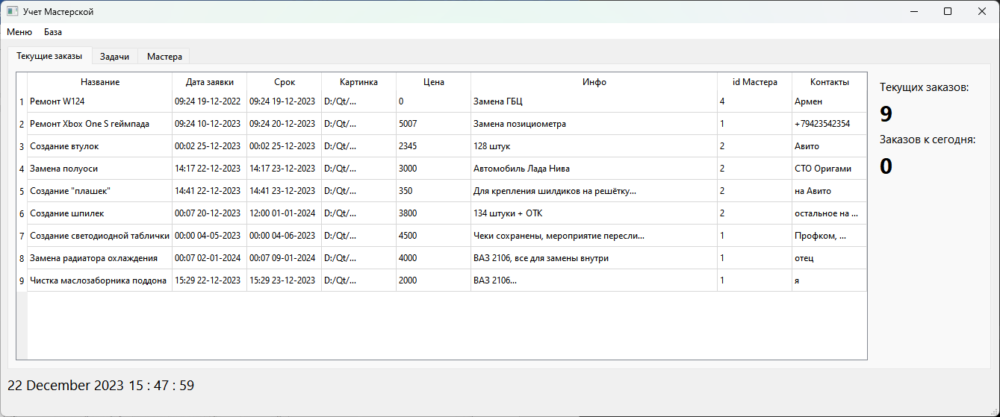 Учет Мастерской
Меню База
Текущие заказы Задачи Мастера
Название Дата заявки Срок Картинка Цена Инфо id Мастера Контакты
1 Ремонт W124 09:24 19-12-2022 09:24 19-12-2023 D:/Qt/... 0 Замена ГБЦ 4 Армен
2 Ремонт Xbox One S геймпада 09:24 10-12-2023 09:24 20-12-2023 D:/Qt/... 5007 Замена позициометра 1 +79423542354
3 Создание втулок 00:02 25-12-2023 00:02 25-12-2023 D:/Qt/... 2345 128 штук 2 Авито
4 Замена полуоси 14:17 22-12-2023 14:17 23-12-2023 D:/Qt/... 3000 Автомобиль Лада Нива 2 СТО Оригами
5 Создание "плашек" 14:41 22-12-2023 14:41 23-12-2023 D:/Qt/... 350 Для крепления шилдиков на решётку... 2 на Авито
6 Создание шпилек 00:07 20-12-2023 12:00 01-01-2024 D:/Qt/... 3800 134 штуки + ОТК 2 остальное на ...
7 Создание светодиодной таблички 00:00 04-05-2023 00:00 04-06-2023 D:/Qt/... 4500 Чеки сохранены, мероприятие пересли... 1 Профком, ...
8 Замена радиатора охлаждения 00:07 02-01-2024 00:07 09-01-2024 D:/Qt/... 4000 ВАЗ 2106, все для замены внутри 1 отец
9 Чистка маслозаборника поддона 15:29 22-12-2023 15:29 23-12-2023 D:/Qt/... 2000 ВАЗ 2106... 1 я
Текущих заказов:
9
Заказов к сегодня:
0
22 December 2023 15 : 47 : 59